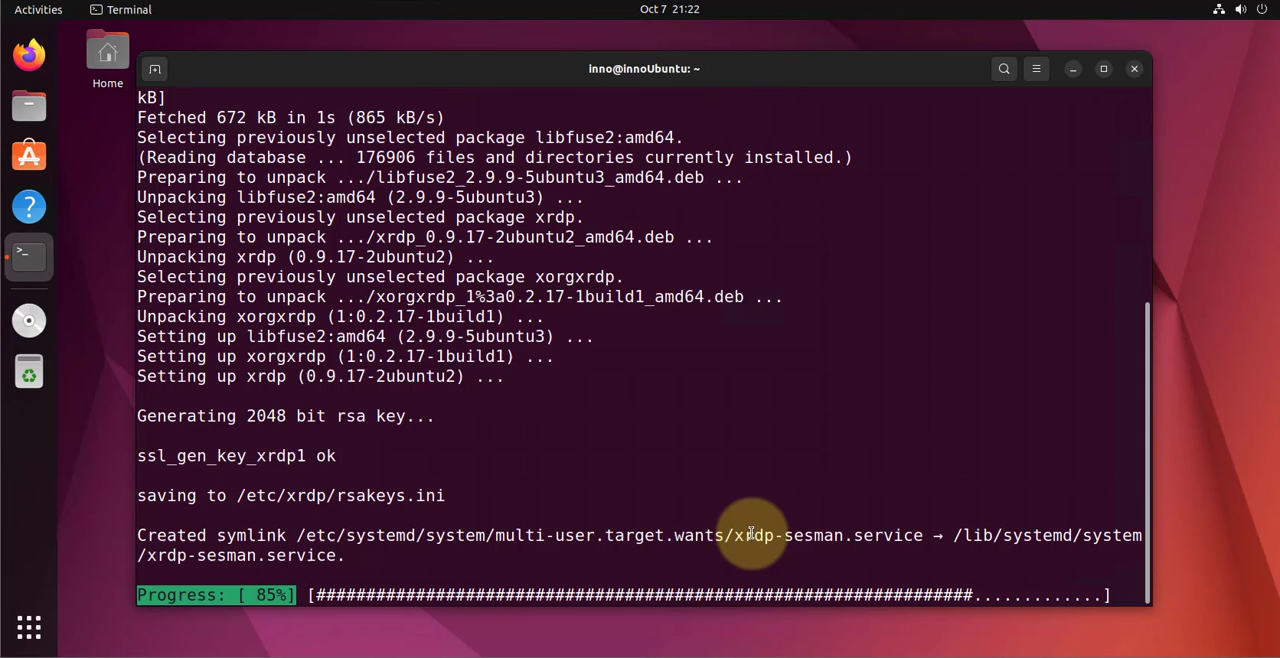 Activities
Terminal
Oct 7 21:22
Home
inno@innoUbuntu: ~
kB]
Fetched 672 kB in 1s (865 kB/s)
Selecting previously unselected package libfuse2:amd64.
(Reading database ... 176906 files and directories currently installed.)
Preparing to unpack .../libfuse2_2.9.9-5ubuntu3_amd64.deb ...
Unpacking libfuse2:amd64 (2.9.9-5ubuntu3) ...
Selecting previously unselected package xrdp.
Preparing to unpack .../xrdp_0.9.17-2ubuntu2_amd64.deb ...
Unpacking xrdp (0.9.17-2ubuntu2) ...
Selecting previously unselected package xorgxrdp.
Preparing to unpack .../xorgxrdp_1%3a0.2.17-1build1_amd64.deb ...
Unpacking xorgxrdp (1:0.2.17-1build1) ...
Setting up libfuse2:amd64 (2.9.9-5ubuntu3) ...
Setting up xorgxrdp (1:0.2.17-1build1) ...
Setting up xrdp (0.9.17-2ubuntu2) ...
Generating 2048 bit rsa key...
ssl_gen_key_xrdp1 ok
saving to /etc/xrdp/rsakeys.ini
Created symlink /etc/systemd/system/multi-user.target.wants/xrdp-sesman.service → /lib/systemd/system
/xrdp-sesman.service.
Progress: [ 85%] [##################################################################.............]